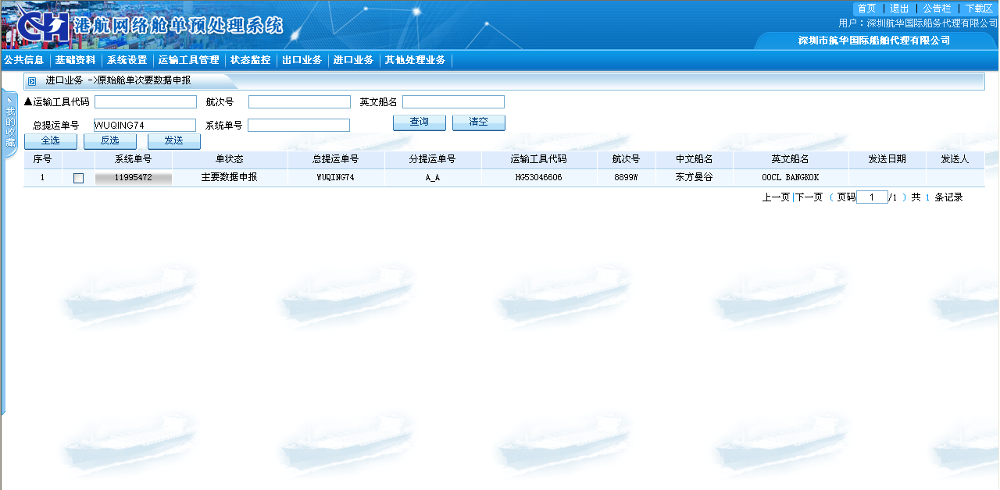 首页 | 退出 | 公告栏 | 下载区
CH 港航网络舱单预处理系统
用户：深圳航华国际船务代理有限公司
深圳市航华国际船舶代理有限公司
公共信息 基础资料 系统设置 运输工具管理 状态监控 出口业务 进口业务 其他处理业务
进口业务 ->原始舱单次要数据申报
我的收藏
▲运输工具代码 航次号 英文船名
总提运单号 WUQING74 系统单号 查询 清空
全选 反选 发送
序号 系统单号 单状态 总提运单号 分提运单号 运输工具代码 航次号 中文船名 英文船名 发送日期 发送人
1 11995472 主要数据申报 WUQING74 A_A HG53046606 8899W 东方曼谷 OOCL BANGKOK
上一页|下一页 （ 页码 1 /1 ）共 1 条记录